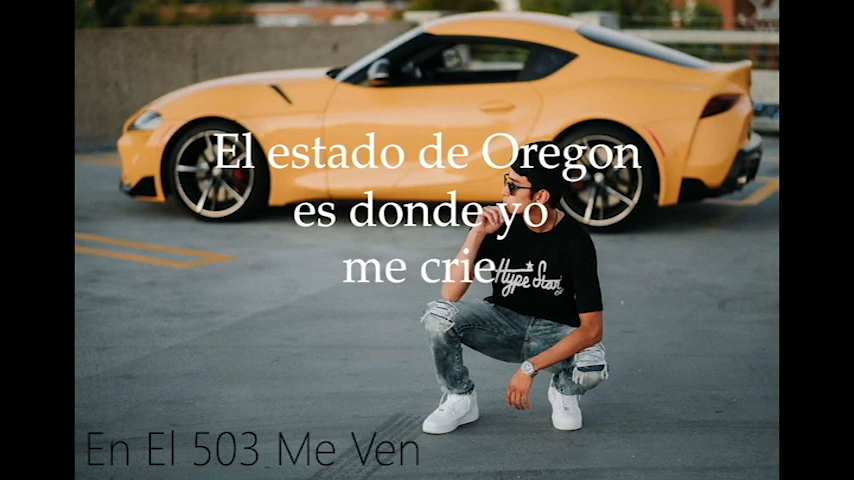 El estado de Oregon
es donde yo
me crie
Hype Star
En El 503 Me Ven